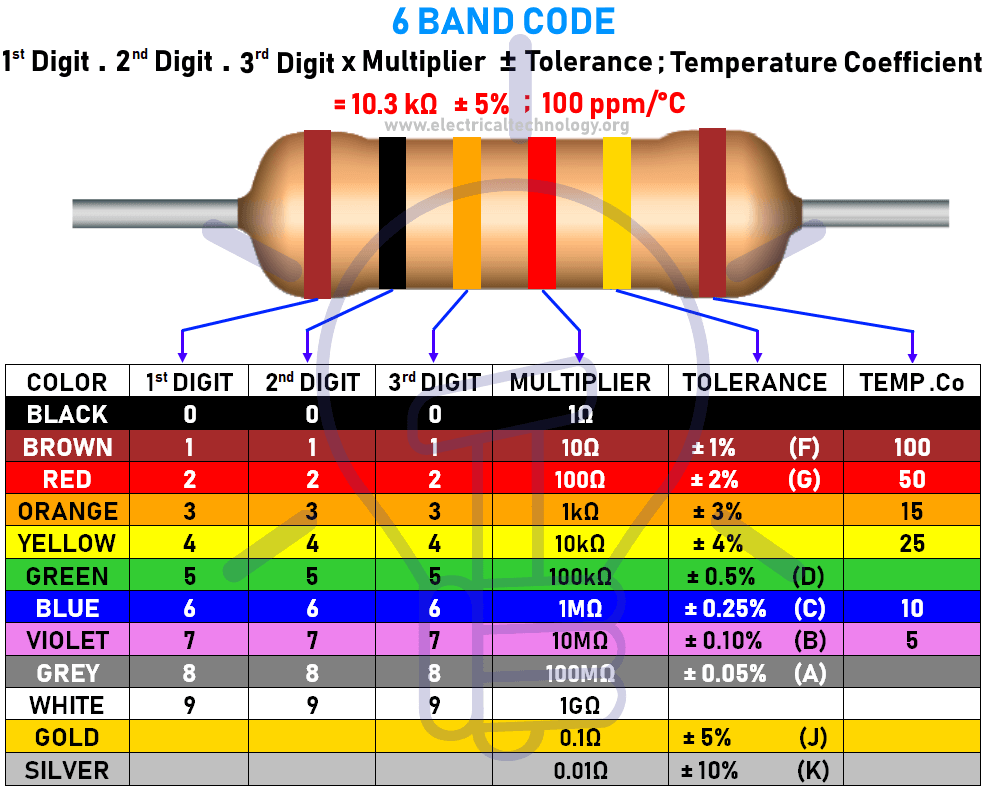 6 BAND CODE
1st Digit . 2nd Digit . 3rd Digit x Multiplier ± Tolerance ; Temperature Coefficient
= 10.3 kΩ ± 5% ; 100 ppm/°C
www.electricaltechnology.org
COLOR 1st DIGIT 2nd DIGIT 3rd DIGIT MULTIPLIER TOLERANCE TEMP .Co
BLACK 0 0 0 1Ω
BROWN 1 1 1 10Ω ± 1% (F) 100
RED 2 2 2 100Ω ± 2% (G) 50
ORANGE 3 3 3 1kΩ ± 3% 15
YELLOW 4 4 4 10kΩ ± 4% 25
GREEN 5 5 5 100kΩ ± 0.5% (D)
BLUE 6 6 6 1MΩ ± 0.25% (C) 10
VIOLET 7 7 7 10MΩ ± 0.10% (B) 5
GREY 8 8 8 100MΩ ± 0.05% (A)
WHITE 9 9 9 1GΩ
GOLD 0.1Ω ± 5% (J)
SILVER 0.01Ω ± 10% (K)